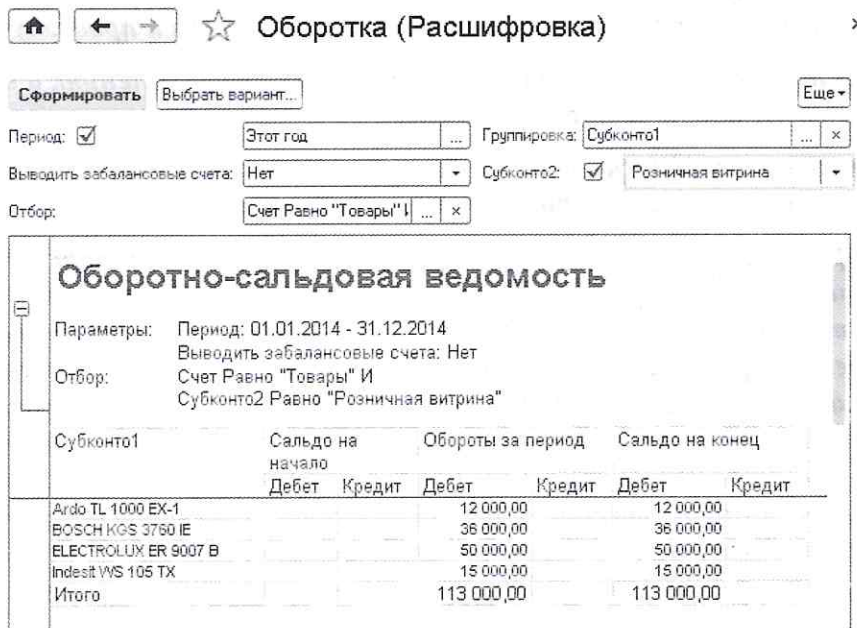 Оборотка (Расшифровка)
Сформировать Выбрать вариант... Еще
Период: Этот год ... Группировка: Субконто1 ... ×
Выводить забалансовые счета: Нет Субконто2: Розничная витрина
Отбор: Счет Равно "Товары" И ... ×
Оборотно-сальдовая ведомость
Параметры: Период: 01.01.2014 - 31.12.2014
Выводить забалансовые счета: Нет
Отбор: Счет Равно "Товары" И
Субконто2 Равно "Розничная витрина"
Субконто1 Сальдо на начало Обороты за период Сальдо на конец
Дебет Кредит Дебет Кредит Дебет Кредит
Ardo TL 1000 EX-1 12 000,00 12 000,00
BOSCH KGS 3760 IE 36 000,00 36 000,00
ELECTROLUX ER 9007 B 50 000,00 50 000,00
Indesit WS 105 TX 15 000,00 15 000,00
Итого 113 000,00 113 000,00